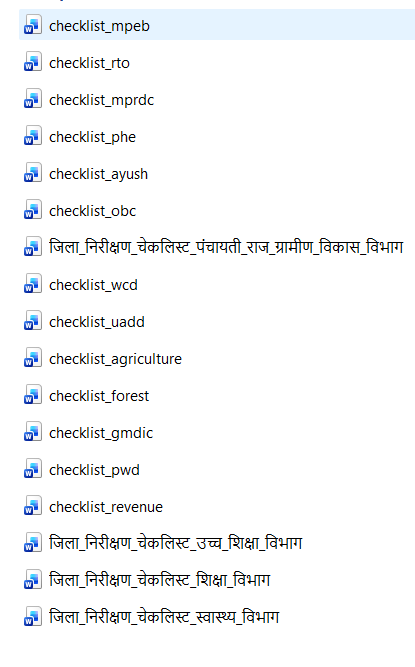 checklist_mpeb
checklist_rto
checklist_mprdc
checklist_phe
checklist_ayush
checklist_obc
जिला_निरीक्षण_चेकलिस्ट_पंचायती_राज_ग्रामीण_विकास_विभाग
checklist_wcd
checklist_uadd
checklist_agriculture
checklist_forest
checklist_gmdic
checklist_pwd
checklist_revenue
जिला_निरीक्षण_चेकलिस्ट_उच्च_शिक्षा_विभाग
जिला_निरीक्षण_चेकलिस्ट_शिक्षा_विभाग
जिला_निरीक्षण_चेकलिस्ट_स्वास्थ्य_विभाग